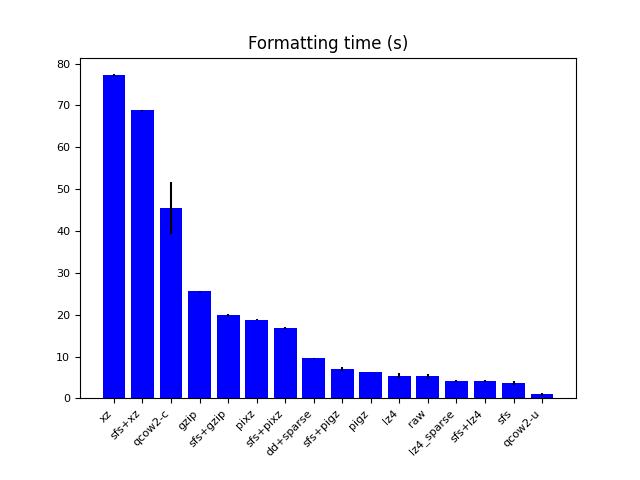 Formatting time (s)
80
70
60
50
40
30
20
10
0
xz
sfs+xz
qcow2-c
gzip
sfs+gzip
pixz
sfs+pixz
dd+sparse
sfs+pigz
pigz
lz4
raw
lz4_sparse
sfs+lz4
sfs
qcow2-u